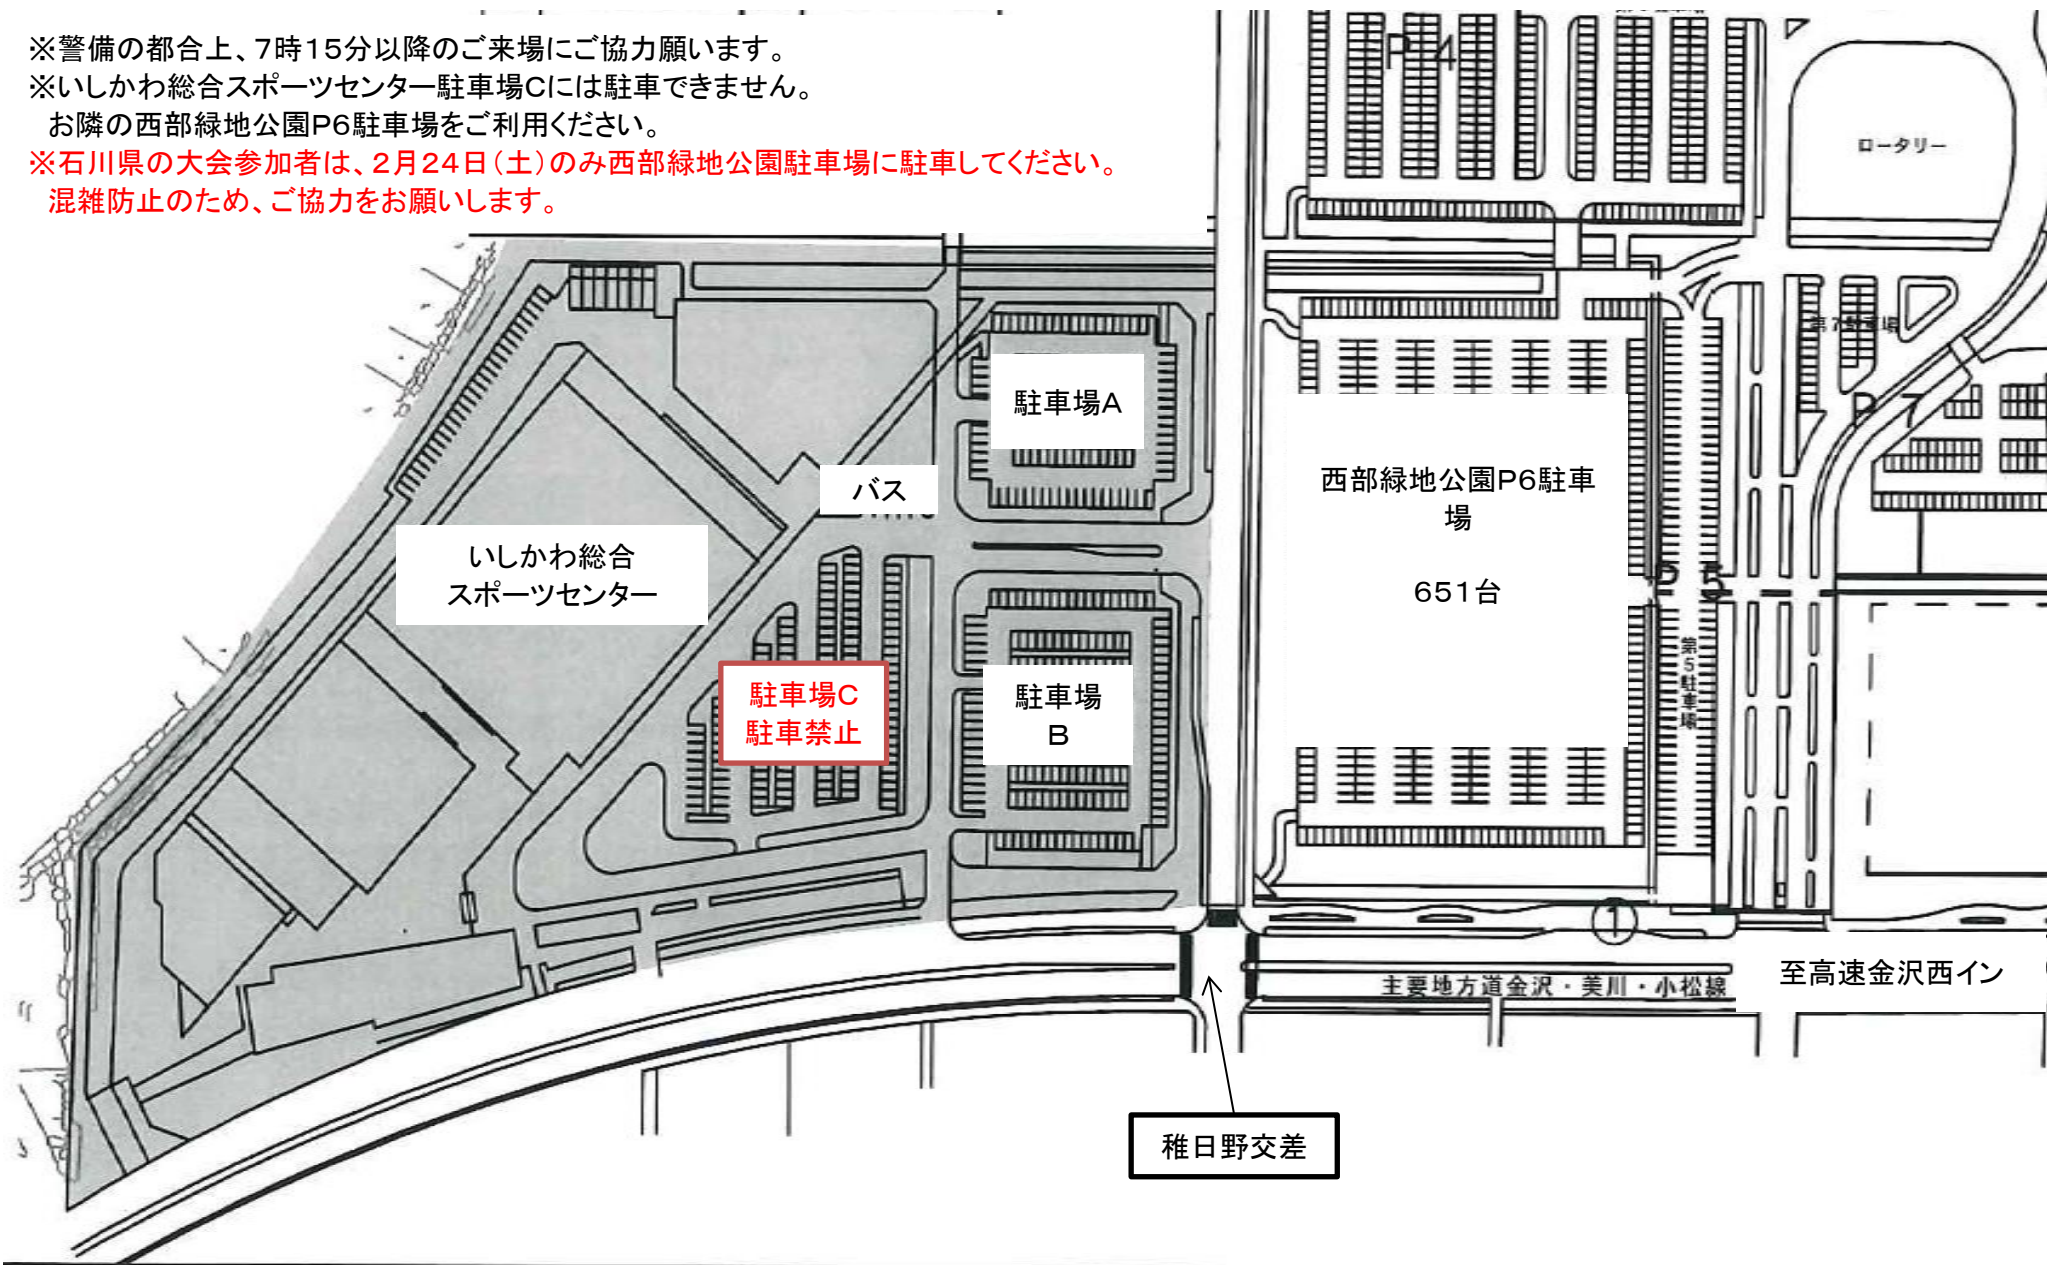 ※警備の都合上、7時15分以降のご来場にご協力願います。
※いしかわ総合スポーツセンター駐車場Cには駐車できません。
お隣の西部緑地公園P6駐車場をご利用ください。
※石川県の大会参加者は、2月24日(土)のみ西部緑地公園駐車場に駐車してください。
混雑防止のため、ご協力をお願いします。
P 4
ロータリー
第7駐車場
P 7
駐車場A
バス
西部緑地公園P6駐車
場
651台
いしかわ総合
スポーツセンター
P 5
第5駐車場
駐車場C
駐車禁止
駐車場
B
①
主要地方道金沢・美川・小松線
至高速金沢西イン
稚日野交差